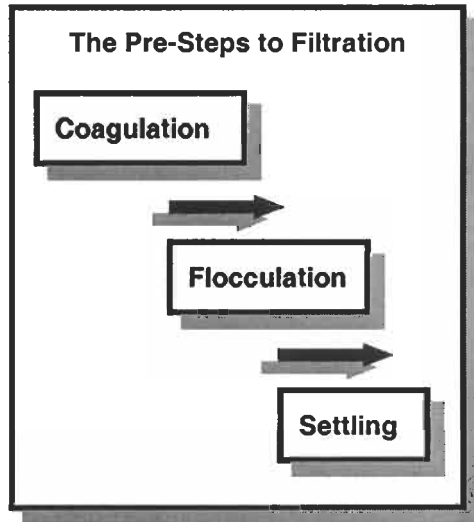 The Pre-Steps to Filtration
Coagulation
Flocculation
Settling